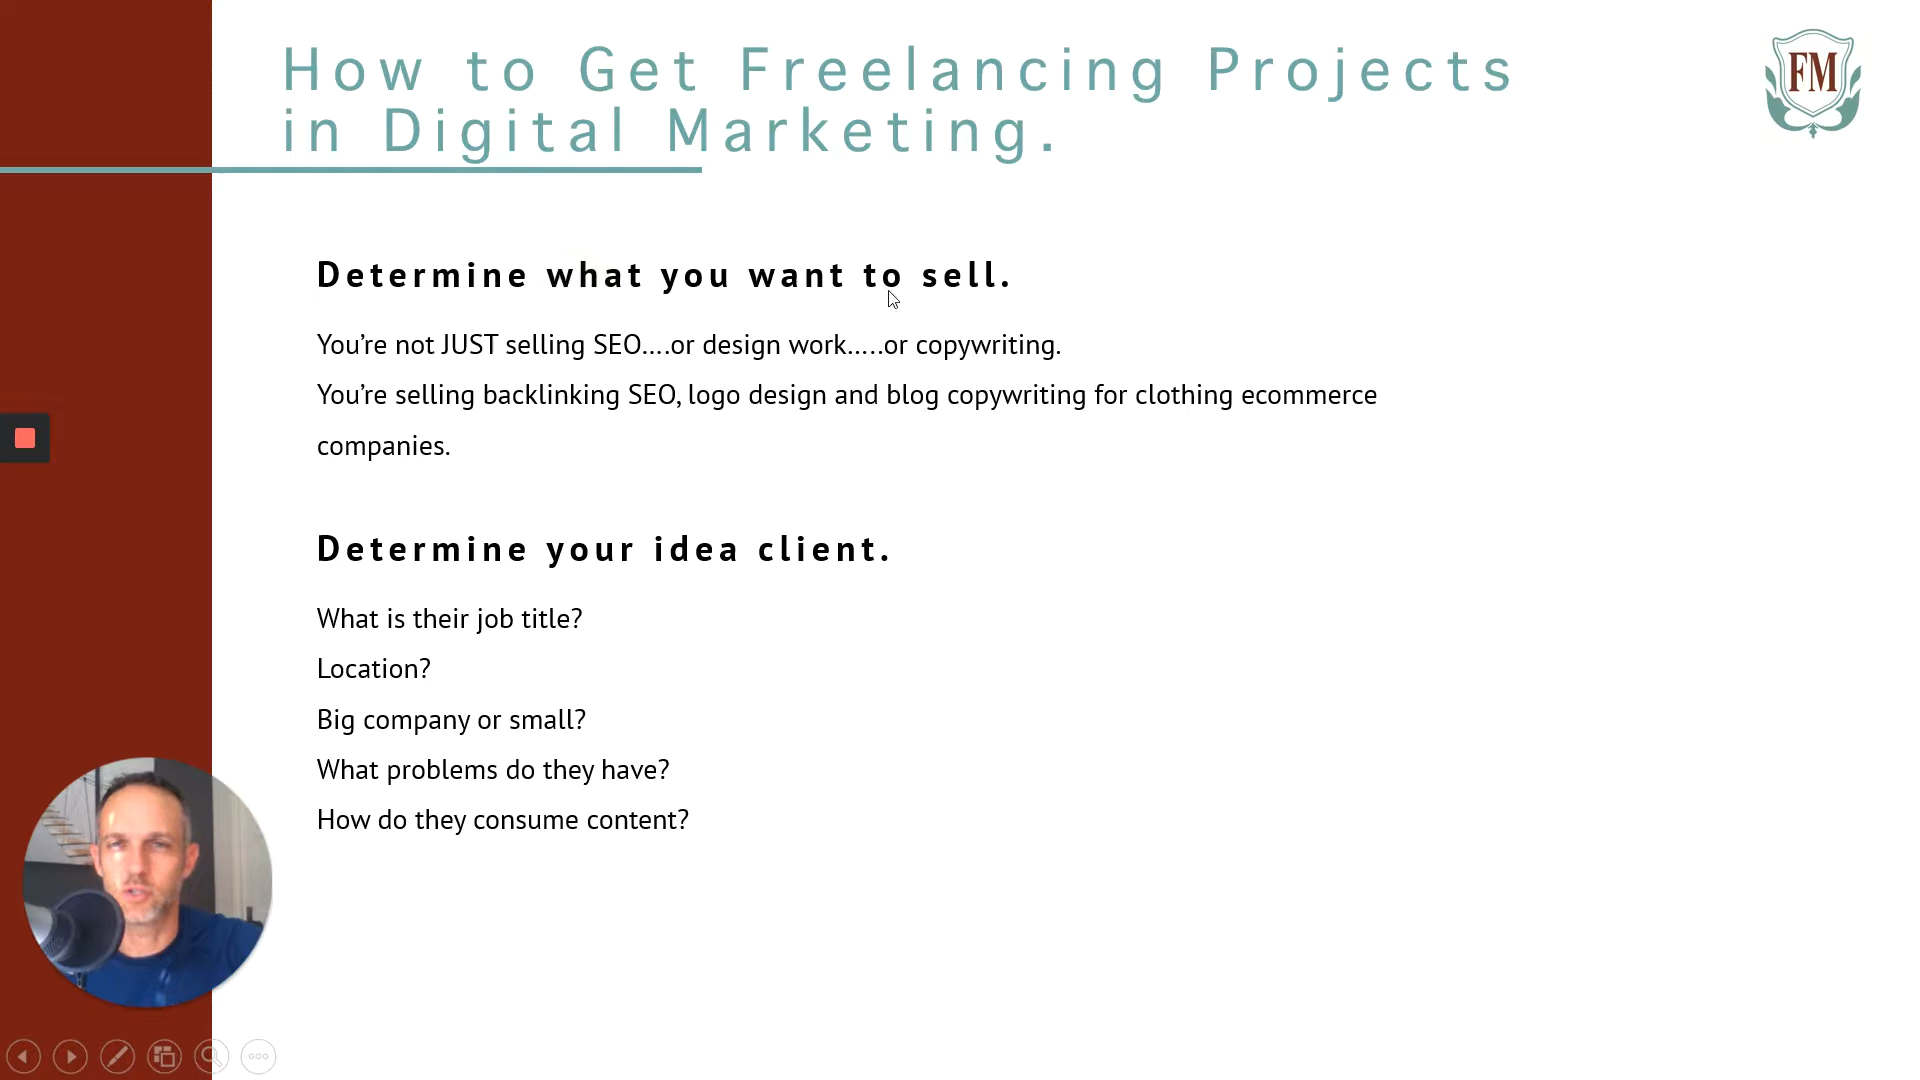 How to Get Freelancing Projects
in Digital Marketing.
FM
Determine what you want to sell.
You’re not JUST selling SEO….or design work…..or copywriting.
You’re selling backlinking SEO, logo design and blog copywriting for clothing ecommerce
companies.
Determine your idea client.
What is their job title?
Location?
Big company or small?
What problems do they have?
How do they consume content?